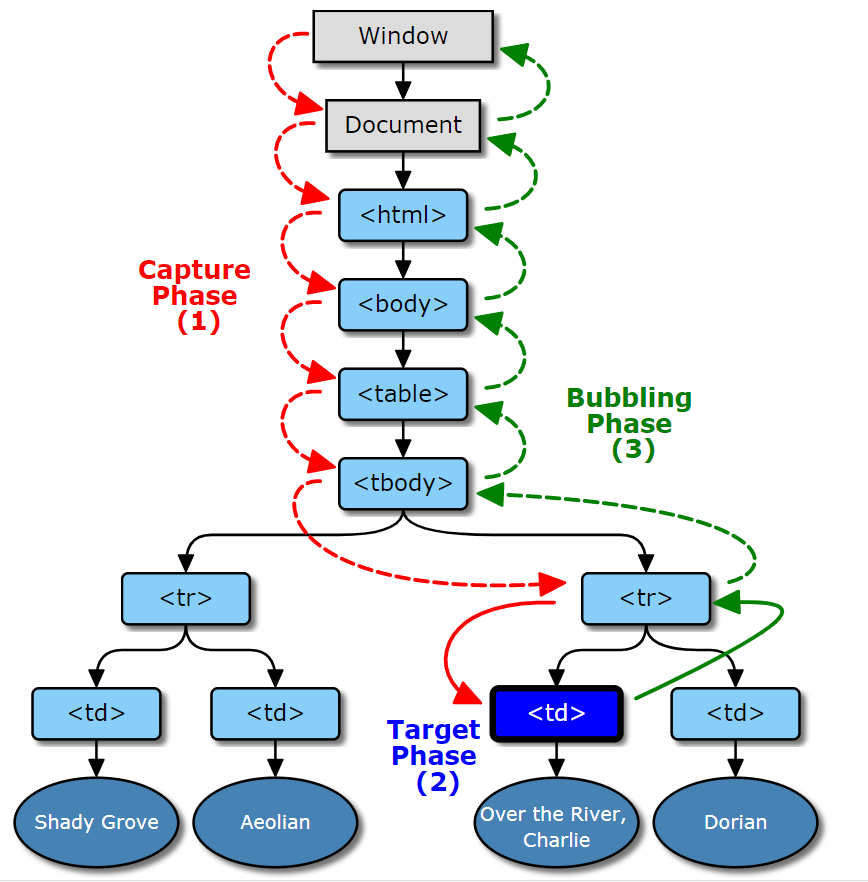 Window
Document
<html>
Capture
Phase
(1)
<body>
<table>
Bubbling
Phase
(3)
<tbody>
<tr>
<tr>
<td>
<td>
<td>
<td>
Target
Phase
(2)
Shady Grove
Aeolian
Over the River,
Charlie
Dorian